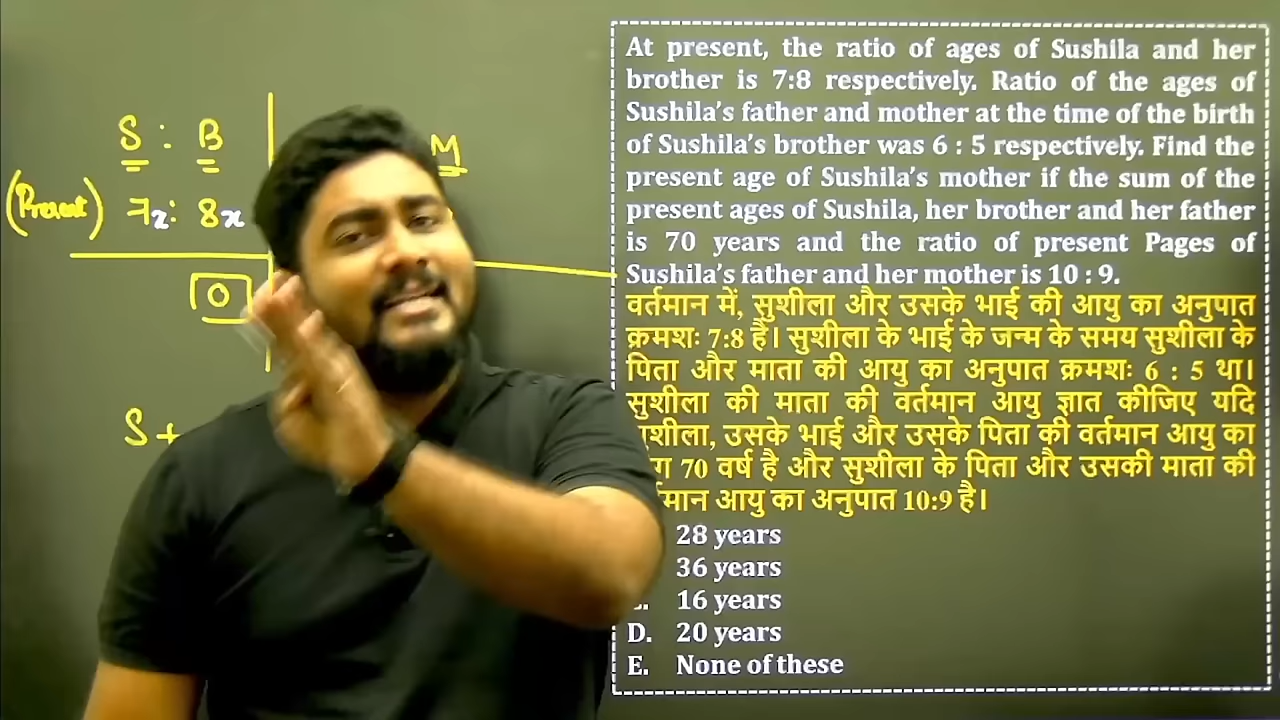 S : B
M
(Present) 7x : 8x
0
S +
At present, the ratio of ages of Sushila and her
brother is 7:8 respectively. Ratio of the ages of
Sushila's father and mother at the time of the birth
of Sushila's brother was 6 : 5 respectively. Find the
present age of Sushila's mother if the sum of the
present ages of Sushila, her brother and her father
is 70 years and the ratio of present Pages of
Sushila's father and her mother is 10 : 9.
वर्तमान में, सुशीला और उसके भाई की आयु का अनुपात
क्रमशः 7:8 है। सुशीला के भाई के जन्म के समय सुशीला के
पिता और माता की आयु का अनुपात क्रमशः 6 : 5 था।
सुशीला की माता की वर्तमान आयु ज्ञात कीजिए यदि
उसके भाई और उसके पिता की वर्तमान आयु का
70 वर्ष है और सुशीला के पिता और उसकी माता की
आयु का अनुपात 10:9 है।
28 years
36 years
16 years
D. 20 years
E. None of these